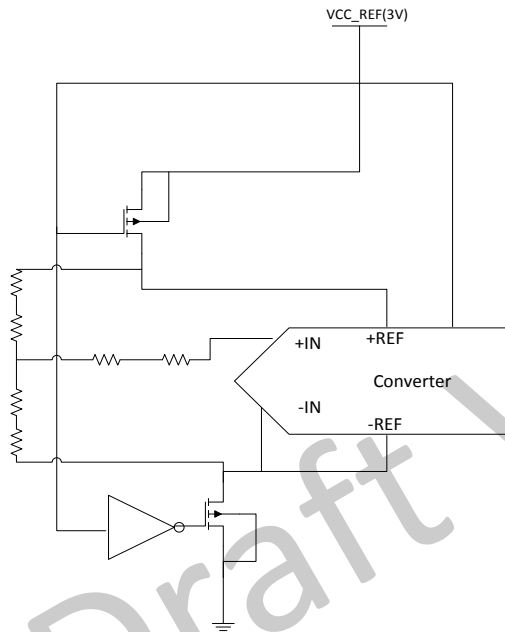 VCC_REF(3V)
+IN
+REF
Converter
-IN
-REF
Draft